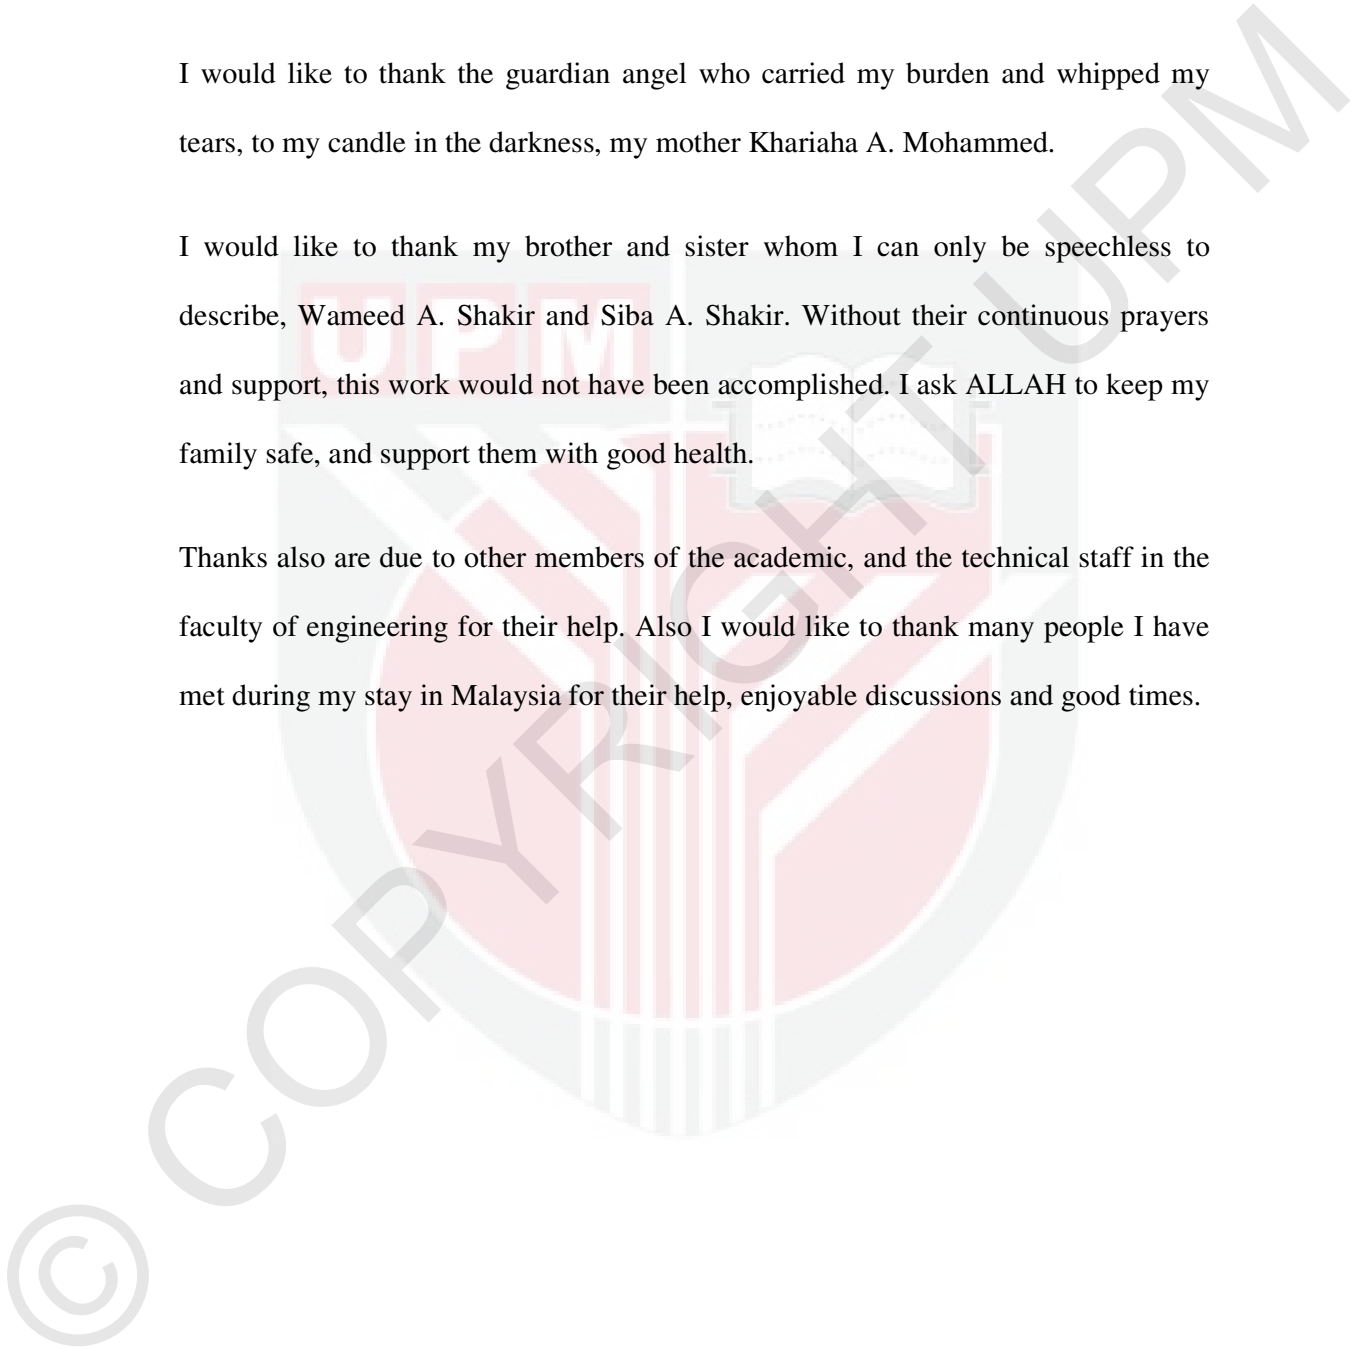 I would like to thank the guardian angel who carried my burden and whipped my
tears, to my candle in the darkness, my mother Khariaha A. Mohammed.
I would like to thank my brother and sister whom I can only be speechless to
describe, Wameed A. Shakir and Siba A. Shakir. Without their continuous prayers
and support, this work would not have been accomplished. I ask ALLAH to keep my
family safe, and support them with good health.
Thanks also are due to other members of the academic, and the technical staff in the
faculty of engineering for their help. Also I would like to thank many people I have
met during my stay in Malaysia for their help, enjoyable discussions and good times.
UPM
© COPYRIGHT UPM